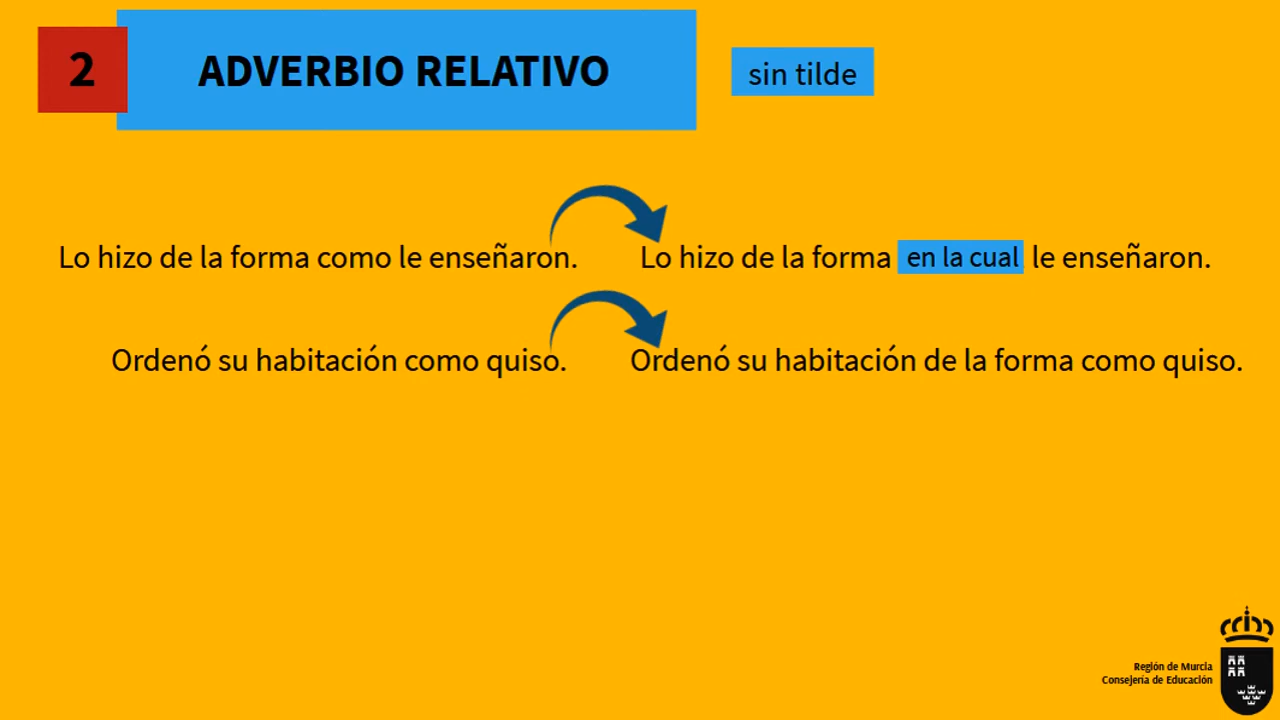 2
ADVERBIO RELATIVO
sin tilde
Lo hizo de la forma como le enseñaron.
Lo hizo de la forma en la cual le enseñaron.
Ordenó su habitación como quiso.
Ordenó su habitación de la forma como quiso.
Región de Murcia
Consejería de Educación